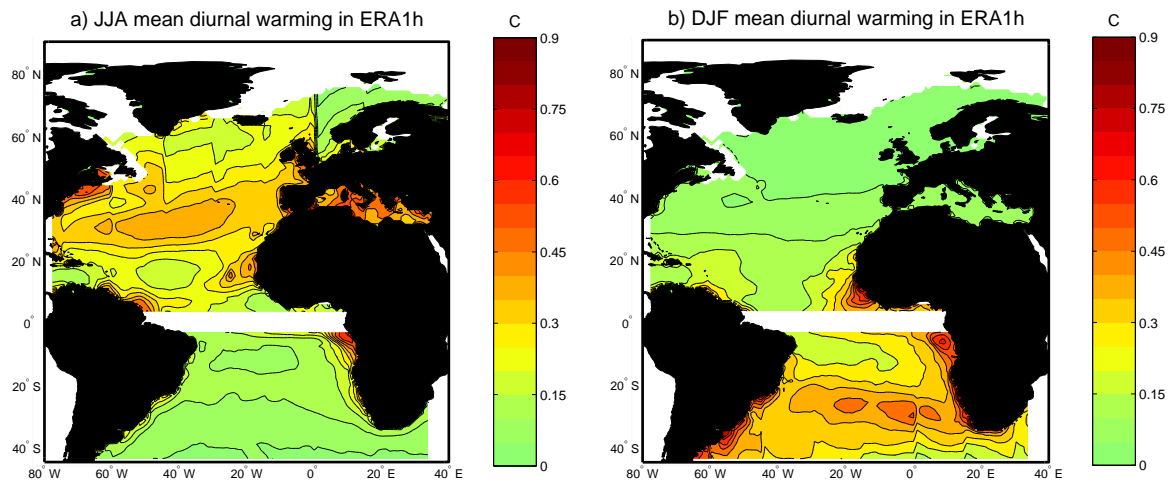 a) JJA mean diurnal warming in ERA1h
C
0.9
0.75
0.6
0.45
0.3
0.15
0
80° N
60° N
40° N
20° N
0°
20° S
40° S
80° W 60° W 40° W 20° W 0° 20° E 40° E
b) DJF mean diurnal warming in ERA1h
C
0.9
0.75
0.6
0.45
0.3
0.15
0
80° N
60° N
40° N
20° N
0°
20° S
40° S
80° W 60° W 40° W 20° W 0° 20° E 40° E